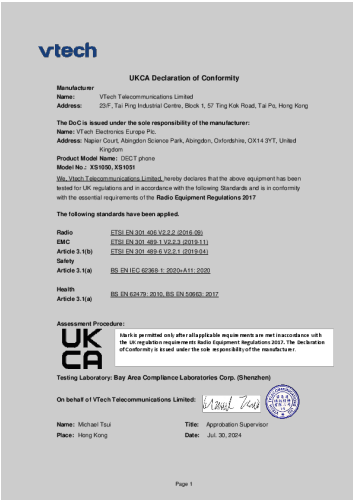 vtech
UKCA Declaration of Conformity
Manufacturer
Name: VTech Telecommunications Limited
Address: 23/F, Tai Ping Industrial Centre, Block 1, 57 Ting Kok Road, Tai Po, Hong Kong
The DoC is issued under the sole responsibility of the manufacturer:
Name: VTech Electronics Europe Plc.
Address: Napier Court, Abingdon Science Park, Abingdon, Oxfordshire, OX14 3YT, United
Kingdom
Product Model Name: DECT phone
Model No.: XS1050, XS1051
We, Vtech Telecommunications Limited, hereby declares that the above equipment has been
tested for UK regulations and in accordance with the following Standards and is in conformity
with the essential requirements of the Radio Equipment Regulations 2017
The following standards have been applied.
Radio ETSI EN 301 406 V2.2.2 (2016-09)
EMC ETSI EN 301 489-1 V2.2.3 (2019-11)
Article 3.1(b) ETSI EN 301 489-6 V2.2.1 (2019-04)
Safety
Article 3.1(a) BS EN IEC 62368-1: 2020+A11: 2020
Health
Article 3.1(a) BS EN 62479: 2010, BS EN 50663: 2017
Assessment Procedure:
UK
CA
Mark is permitted only after all applicable requirements are met in accordance with
the UK regulation requirements Radio Equipment Regulations 2017. The Declaration
of Conformity is issued under the sole responsibility of the manufacturer.
Testing Laboratory: Bay Area Compliance Laboratories Corp. (Shenzhen)
On behalf of VTech Telecommunications Limited:
Name: Michael Tsui Title: Approbation Supervisor
Place: Hong Kong Date: Jul. 30, 2024
Page 1